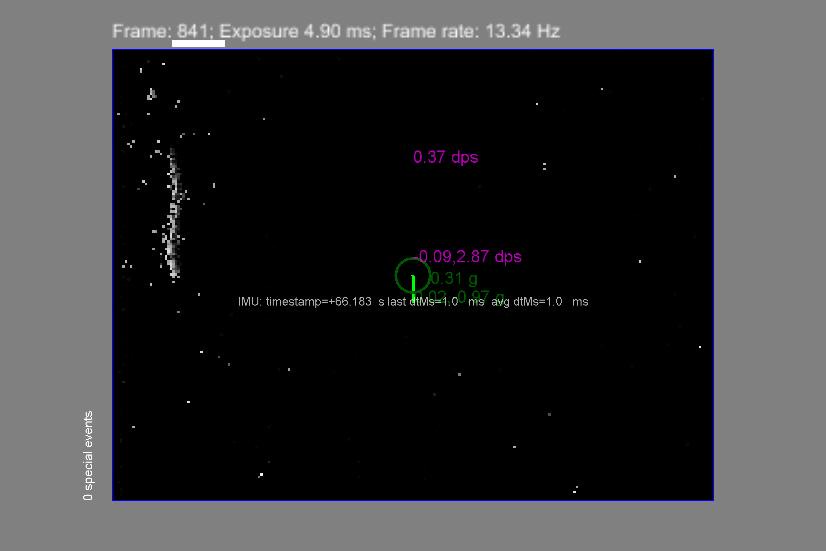 Frame: 841; Exposure 4.90 ms; Frame rate: 13.34 Hz
0.37 dps
-0.09,2.87 dps
0.31 g
0.97 g
IMU: timestamp=+66.183 s last dtMs=1.0 ms avg dtMs=1.0 ms
0 special events